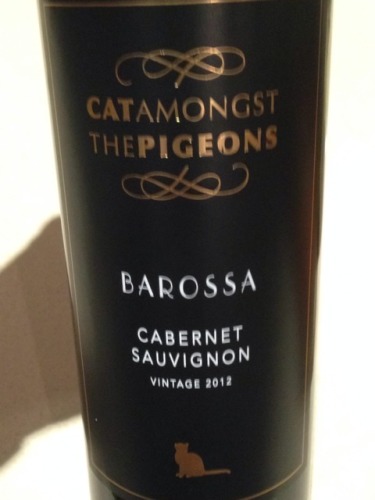 CATAMONGST
THEPIGEONS
BAROSSA
CABERNET
SAUVIGNON
VINTAGE 2012